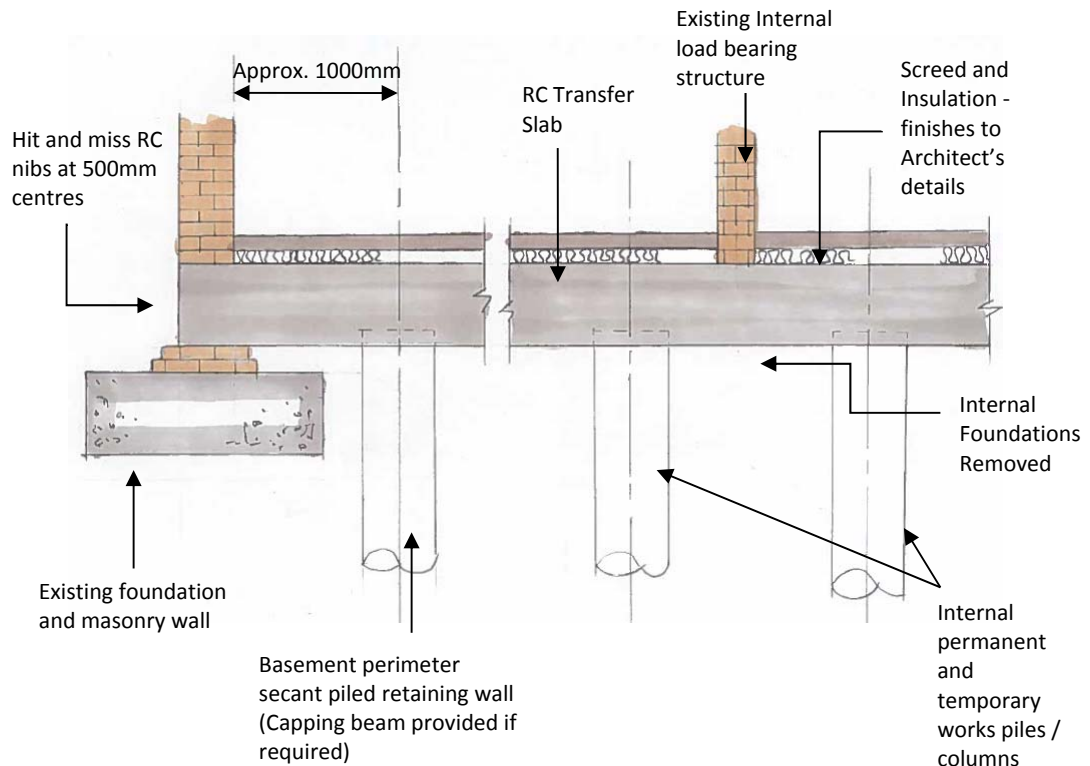 Approx. 1000mm
Existing Internal
load bearing
structure
RC Transfer
Slab
Screed and
Insulation -
finishes to
Architect's
details
Hit and miss RC
nibs at 500mm
centres
Internal
Foundations
Removed
Existing foundation
and masonry wall
Basement perimeter
secant piled retaining wall
(Capping beam provided if
required)
Internal
permanent
and
temporary
works piles /
columns